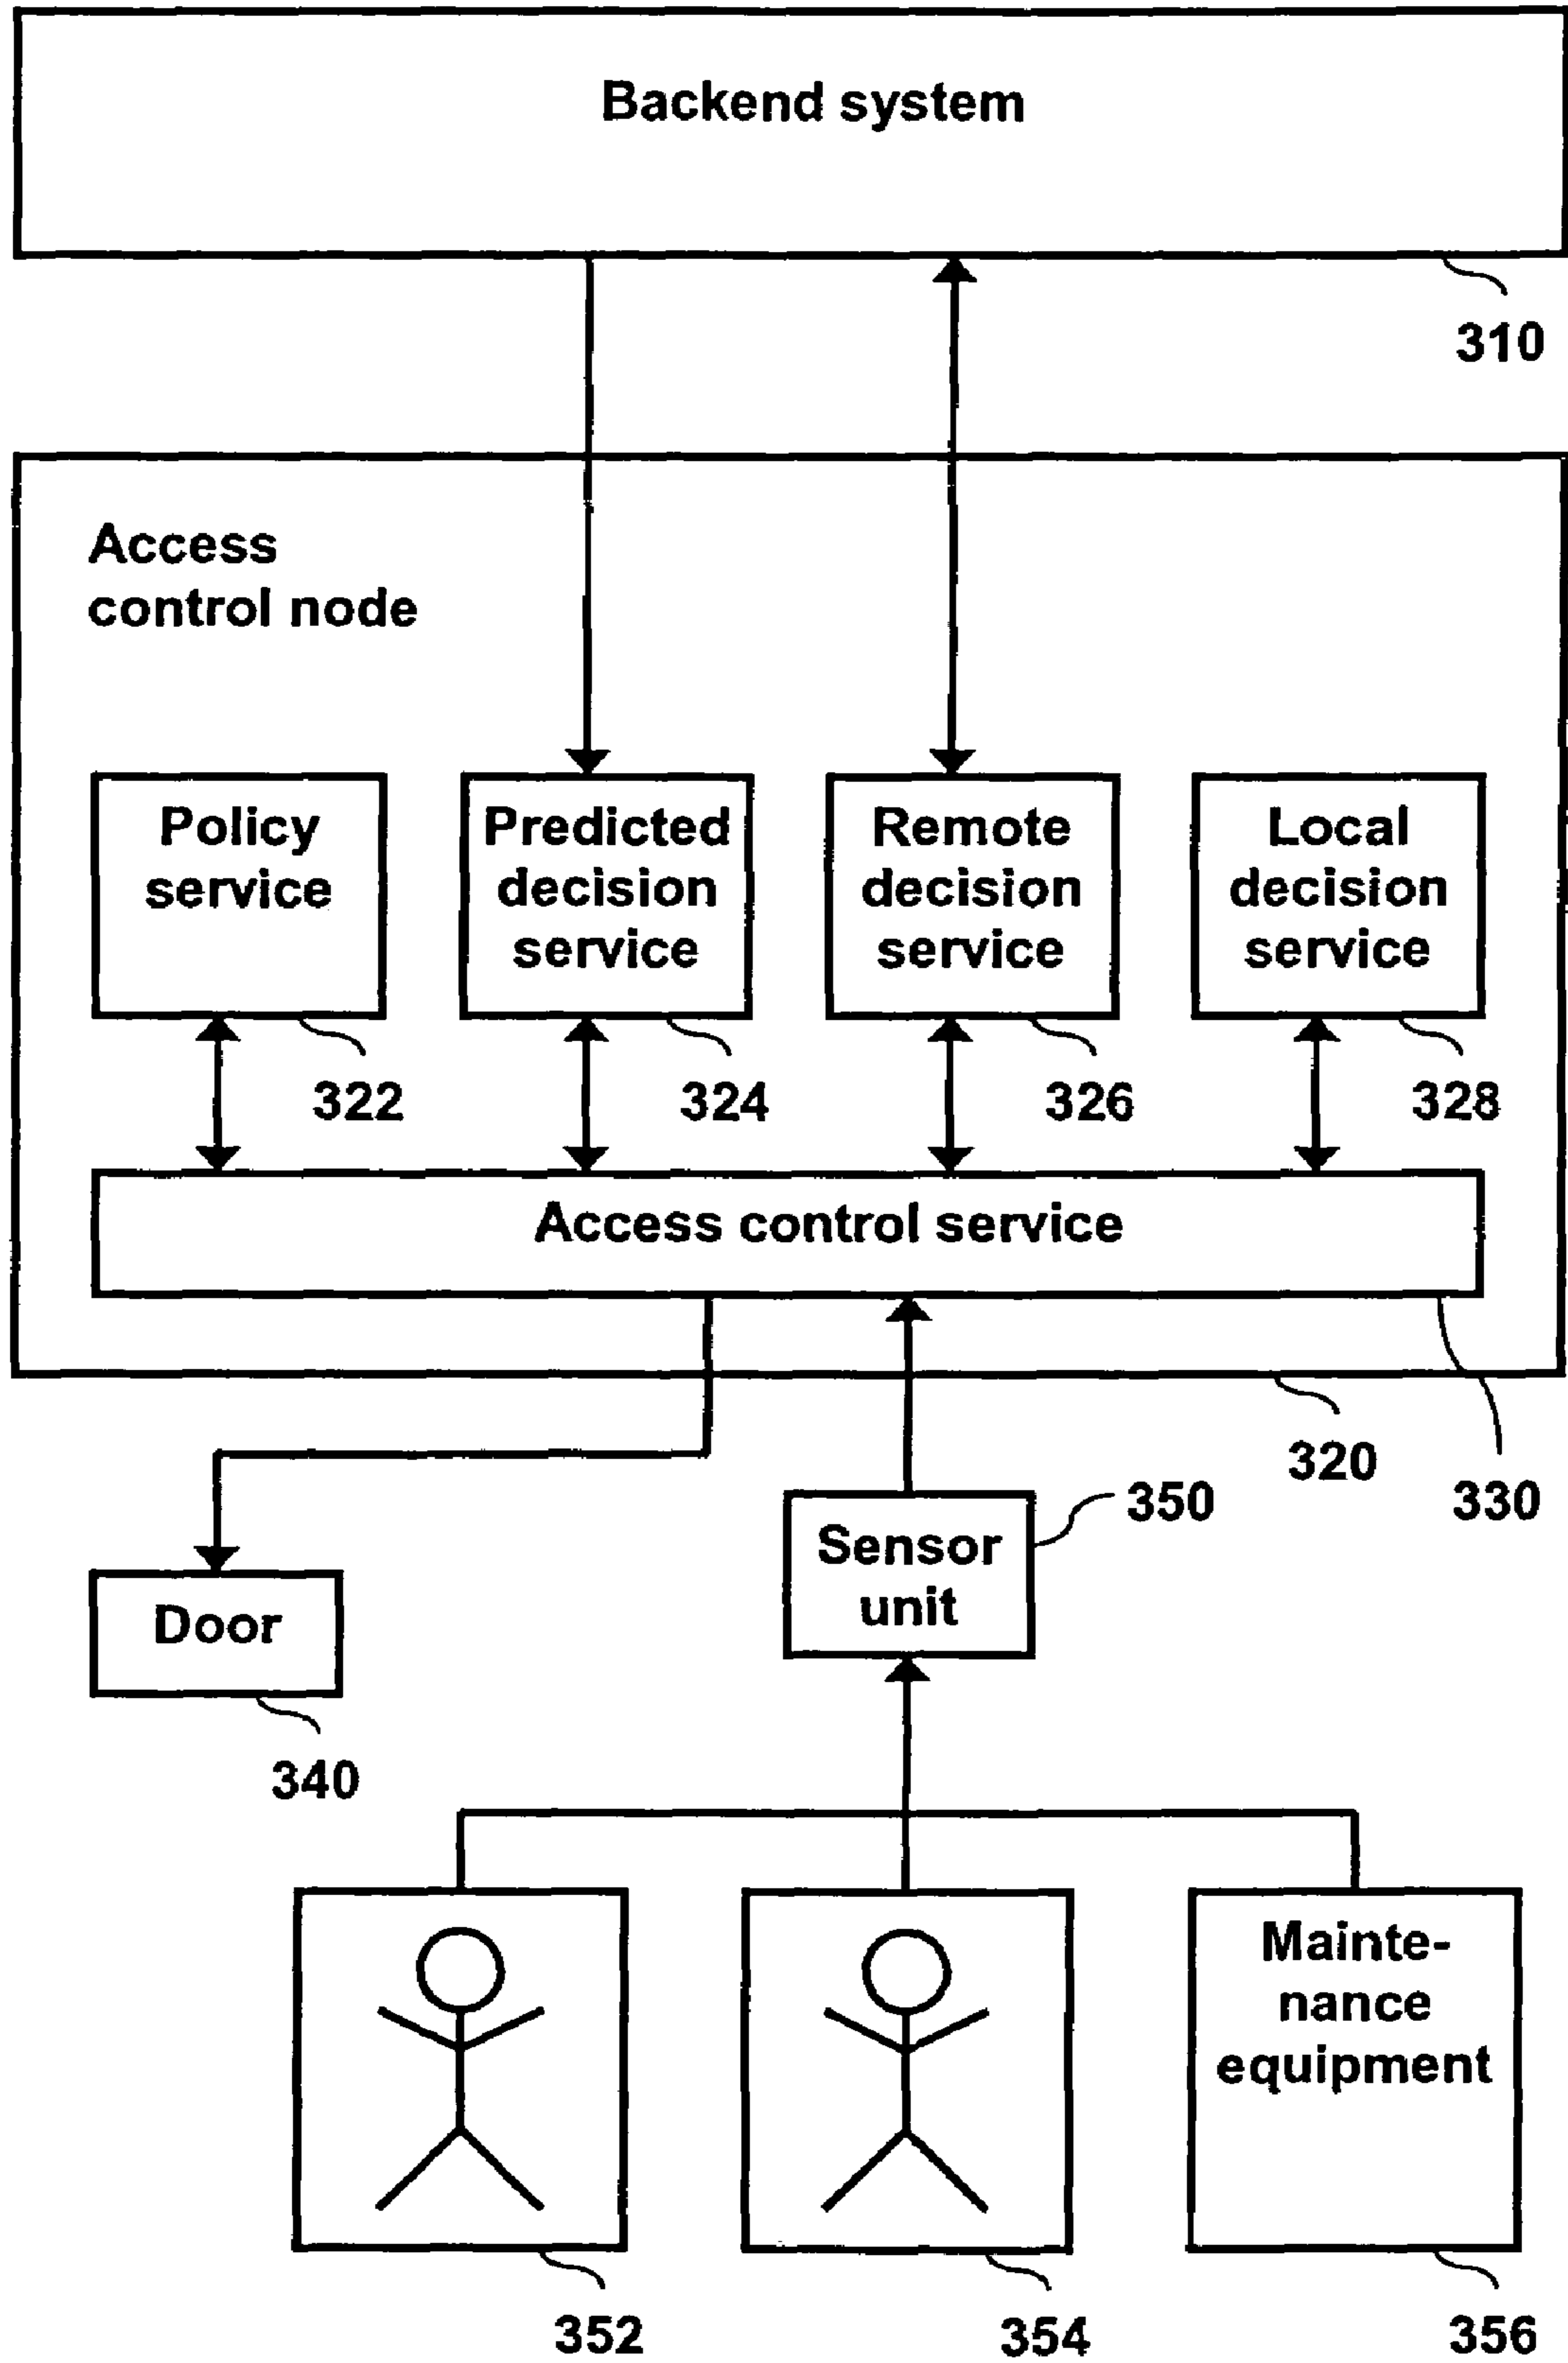 Backend system
310
Access
control node
Policy
service
Predicted
decision
service
Remote
decision
service
Local
decision
service
322
324
326
328
Access control service
320
330
350
Sensor
unit
Door
340
Mainte-
nance
equipment
352
354
356